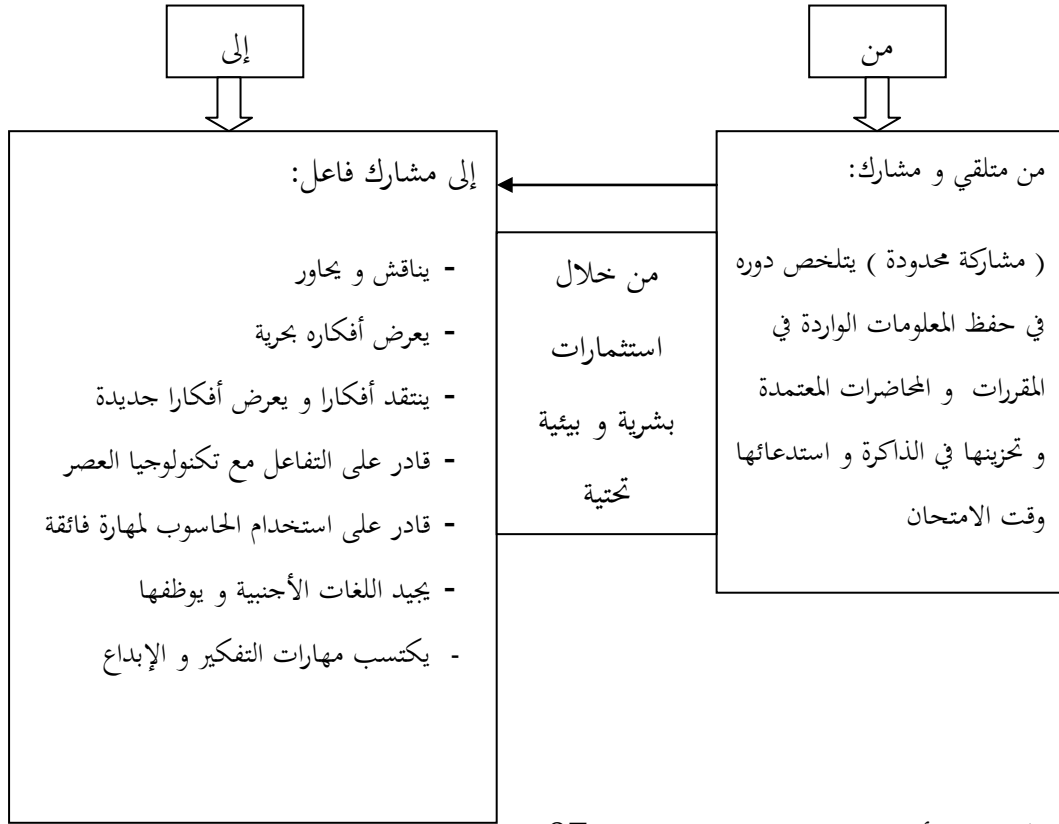 من
إلى
من متلقي و مشارك:
( مشاركة محدودة ) يتلخص دوره
في حفظ المعلومات الواردة في
المقررات و المحاضرات المعتمدة
و تخزينها في الذاكرة و استدعائها
وقت الامتحان
من خلال
استثمارات
بشرية و بيئية
تحتية
إلى مشارك فاعل:
- يناقش و يحاور
- يعرض أفكاره بحرية
- ينتقد أفكارا و يعرض أفكارا جديدة
- قادر على التفاعل مع تكنولوجيا العصر
- قادر على استخدام الحاسوب لمهارة فائقة
- يجيد اللغات الأجنبية و يوظفها
- يكتسب مهارات التفكير و الإبداع